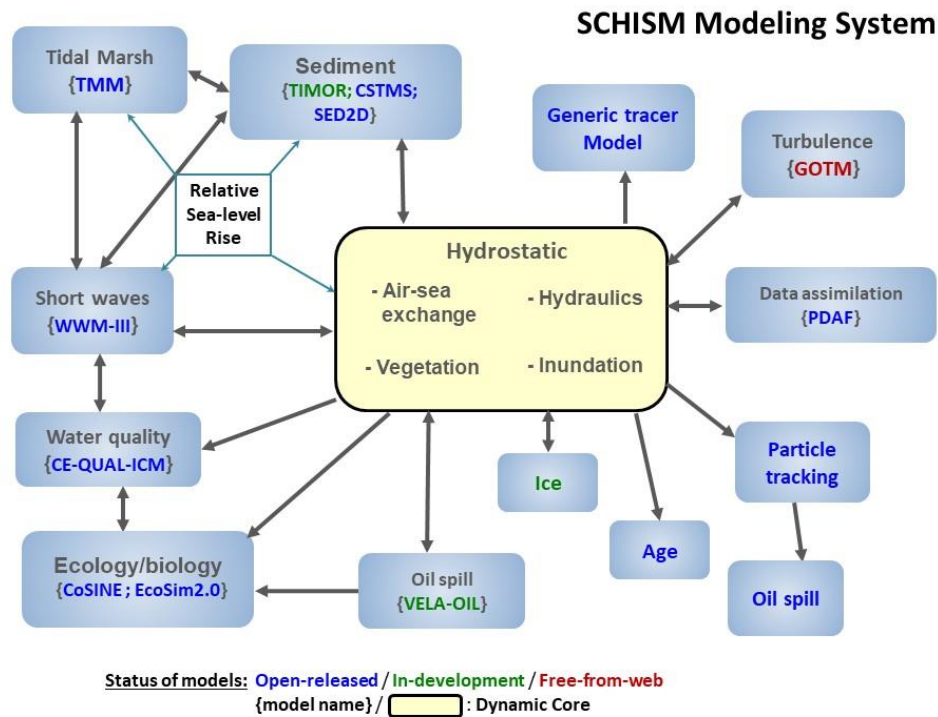 SCHISM Modeling System
Tidal Marsh
{TMM}
Sediment
{TIMOR; CSTMS;
SED2D}
Generic tracer
Model
Turbulence
{GOTM}
Relative
Sea-level
Rise
Hydrostatic
- Air-sea
exchange
- Hydraulics
- Vegetation
- Inundation
Short waves
{WWM-III}
Data assimilation
{PDAF}
Water quality
{CE-QUAL-ICM}
Ice
Particle
tracking
Ecology/biology
{CoSINE ; EcoSim2.0}
Oil spill
{VELA-OIL}
Age
Oil spill
Status of models: Open-released / In-development / Free-from-web
{model name} / : Dynamic Core